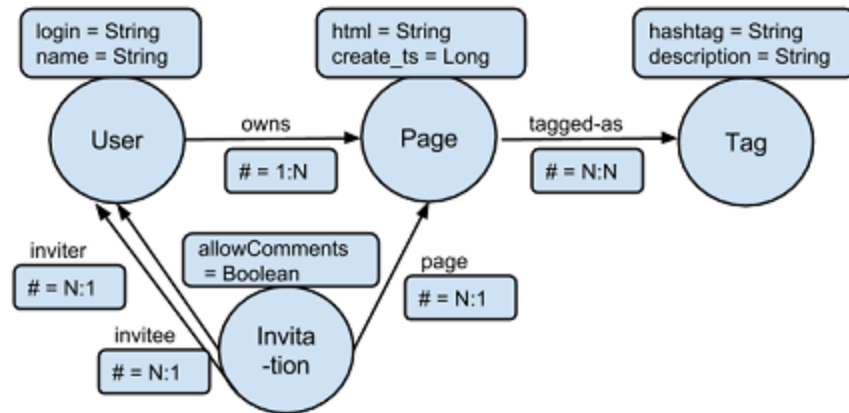 login = String
name = String
html = String
create_ts = Long
hashtag = String
description = String
User
owns
# = 1:N
Page
tagged-as
# = N:N
Tag
inviter
# = N:1
allowComments
= Boolean
page
# = N:1
invitee
# = N:1
Invita
-tion